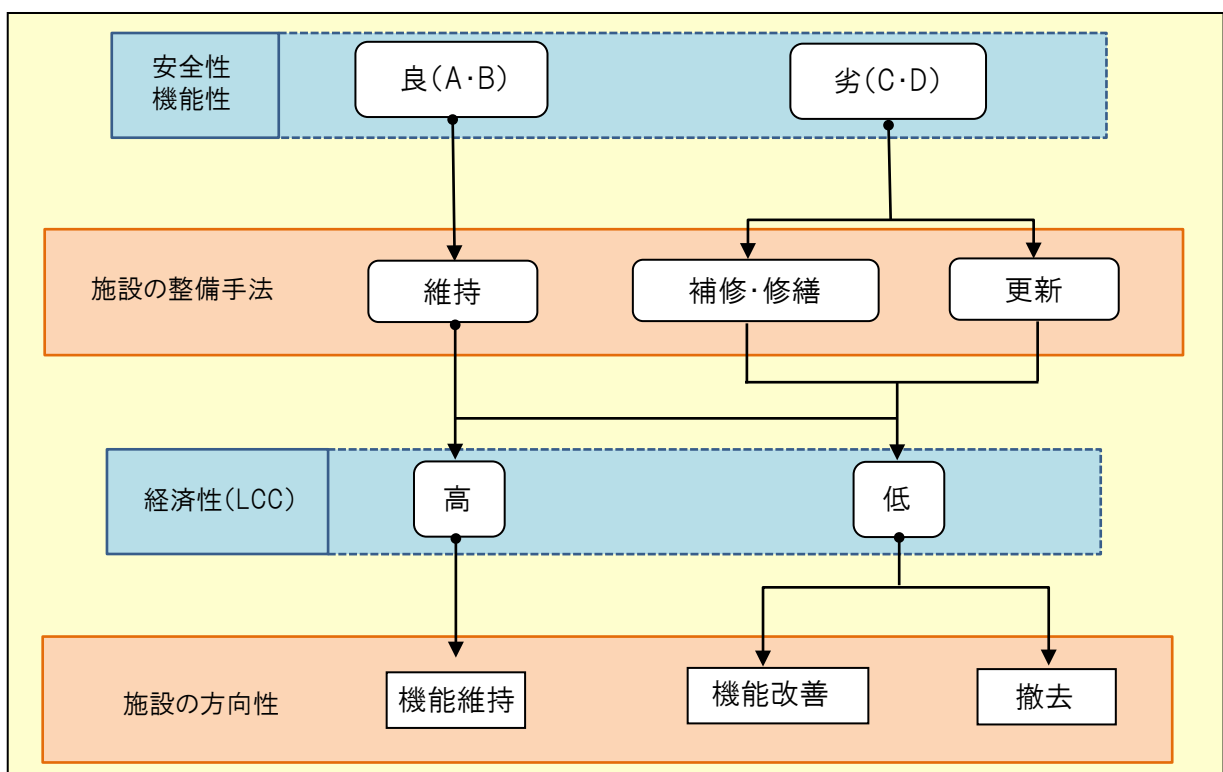 安全性
機能性
良(A・B)
劣(C・D)
施設の整備手法
維持
補修・修繕
更新
経済性(LCC)
高
低
施設の方向性
機能維持
機能改善
撤去